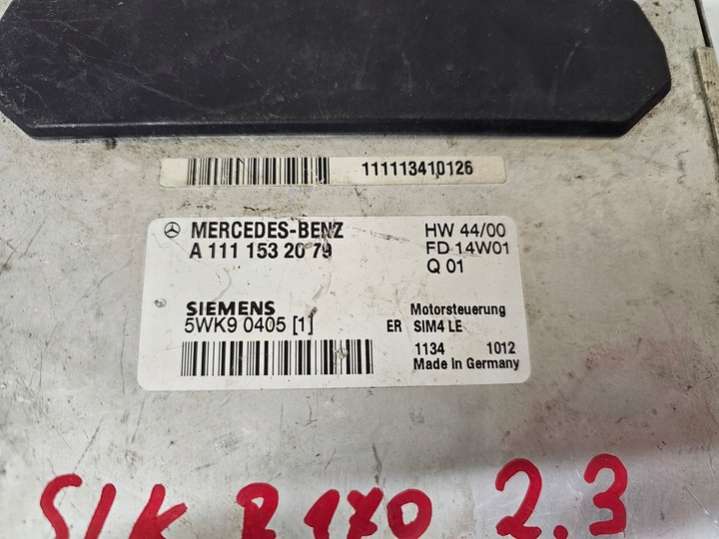 111113410126
MERCEDES-BENZ HW 44/00
A 111 153 20 79 FD 14W01
Q 01
SIEMENS Motorsteuerung
5WK9 0405 [1] ER SIM4 LE
1134 1012
Made in Germany
SLK R170 2.3